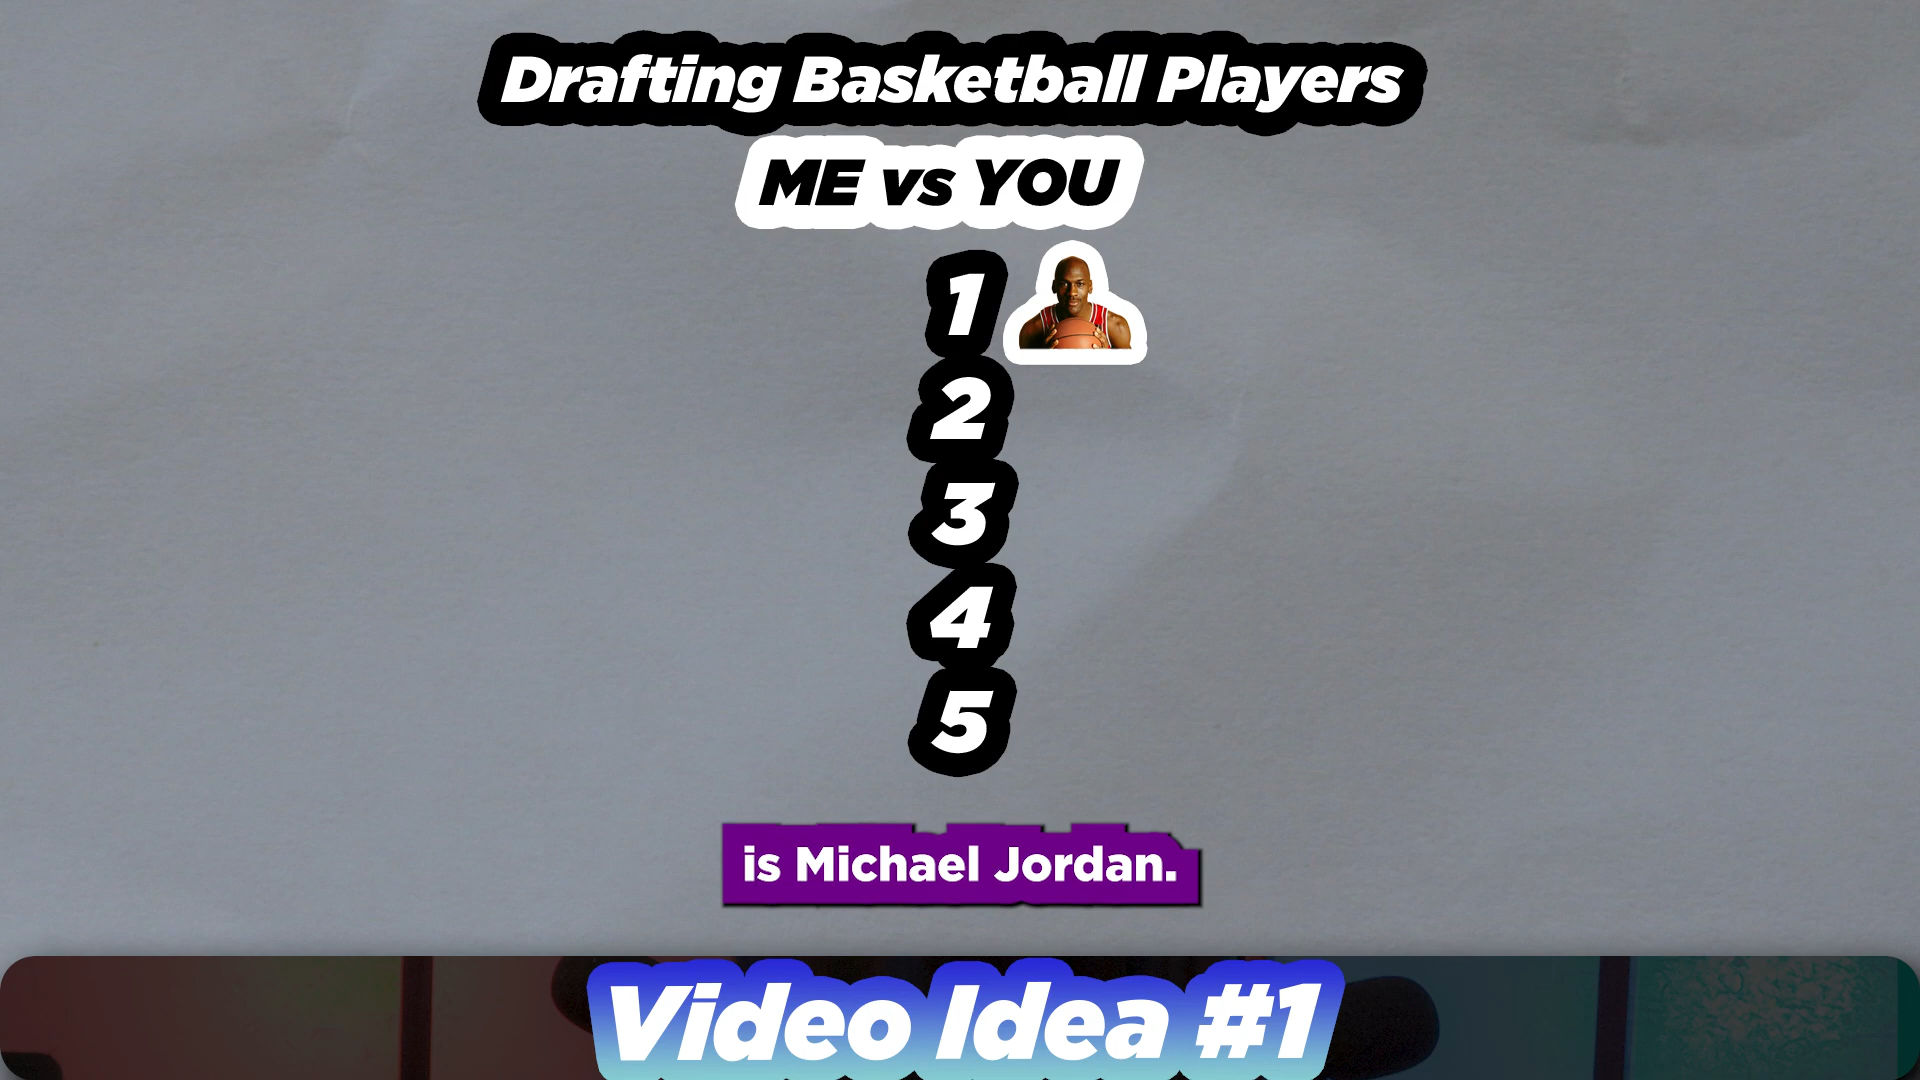 Drafting Basketball Players
ME vs YOU
1
2
3
4
5
is Michael Jordan.
Video Idea #1